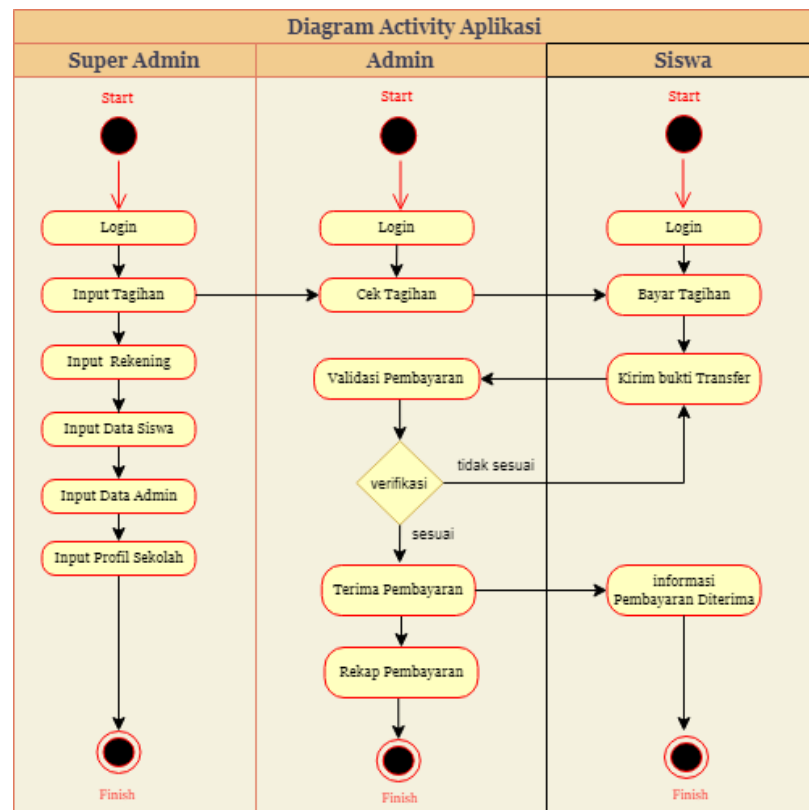 Diagram Activity Aplikasi
Super Admin
Admin
Siswa
Start
Start
Start
Login
Login
Login
Input Tagihan
Cek Tagihan
Bayar Tagihan
Input Rekening
Validasi Pembayaran
Kirim bukti Transfer
Input Data Siswa
tidak sesuai
verifikasi
Input Data Admin
sesuai
Input Profil Sekolah
Terima Pembayaran
informasi
Pembayaran Diterima
Rekap Pembayaran
Finish
Finish
Finish